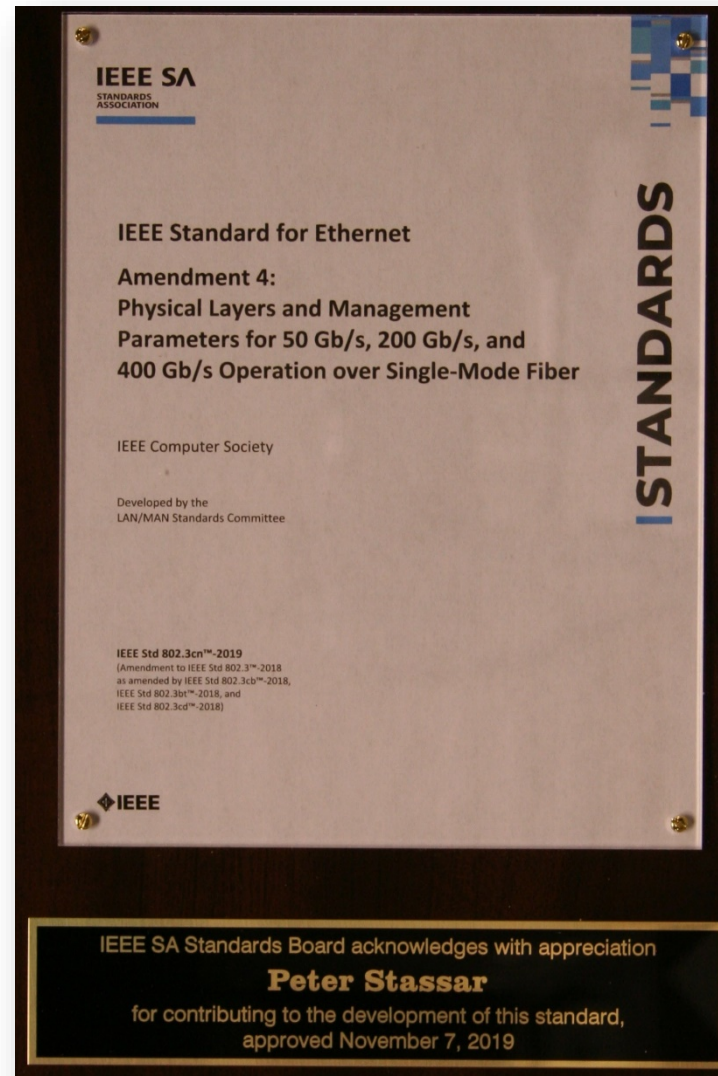 IEEE SA
STANDARDS
ASSOCIATION
STANDARDS
IEEE Standard for Ethernet
Amendment 4:
Physical Layers and Management
Parameters for 50 Gb/s, 200 Gb/s, and
400 Gb/s Operation over Single-Mode Fiber
IEEE Computer Society
Developed by the
LAN/MAN Standards Committee
IEEE Std 802.3cn™-2019
(Amendment to IEEE Std 802.3™-2018
as amended by IEEE Std 802.3cb™-2018,
IEEE Std 802.3bt™-2018, and
IEEE Std 802.3cd™-2018)
IEEE
IEEE SA Standards Board acknowledges with appreciation
Peter Stassar
for contributing to the development of this standard,
approved November 7, 2019